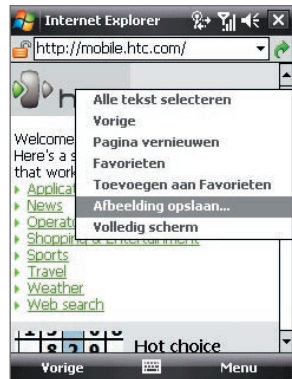 Internet Explorer
http://mobile.htc.com/
h
Alle tekst selecteren
Vorige
Pagina vernieuwen
Favorieten
Toevoegen aan Favorieten
Afbeelding opslaan...
Volledig scherm
Welcome
Here's a s
that work
Applicat
News
Operato
Shopping & Entertainment
Sports
Travel
Weather
Web search
Hot choice
Vorige
Menu